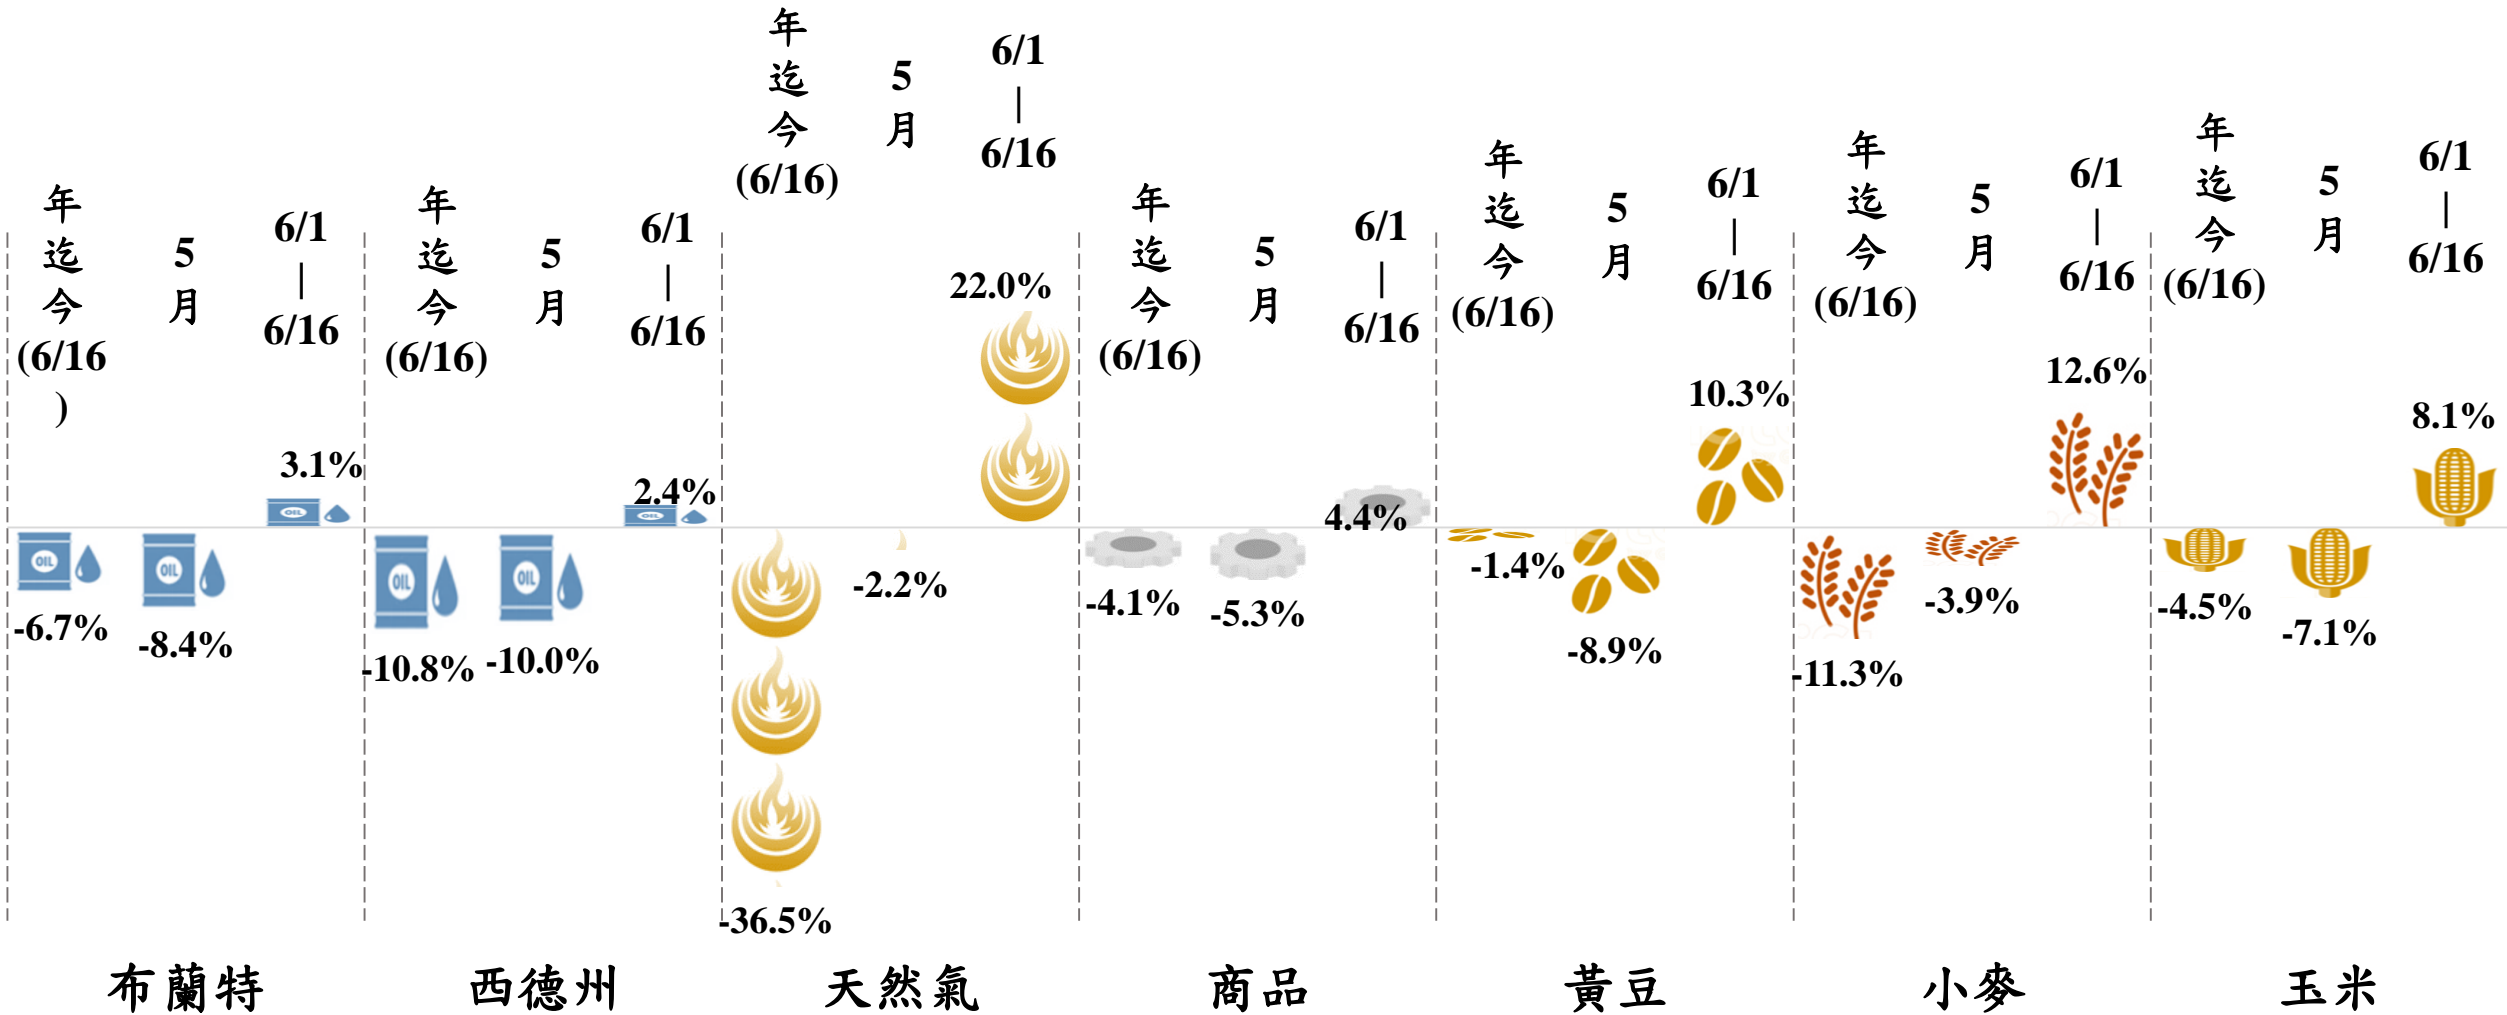 年
迄
今
(6/16
)
5
月
6/1
|
6/16
-6.7%
-8.4%
3.1%
OIL
OIL
OIL
布蘭特
年
迄
今
(6/16)
5
月
6/1
|
6/16
-10.8%
-10.0%
2.4%
OIL
OIL
OIL
西德州
年
迄
今
(6/16)
5
月
6/1
|
6/16
-36.5%
-2.2%
22.0%
天然氣
年
迄
今
(6/16)
5
月
6/1
|
6/16
-4.1%
-5.3%
4.4%
商品
年
迄
今
(6/16)
5
月
6/1
|
6/16
-1.4%
-8.9%
10.3%
黃豆
年
迄
今
(6/16)
5
月
6/1
|
6/16
-11.3%
-3.9%
12.6%
小麥
年
迄
今
(6/16)
5
月
6/1
|
6/16
-4.5%
-7.1%
8.1%
玉米